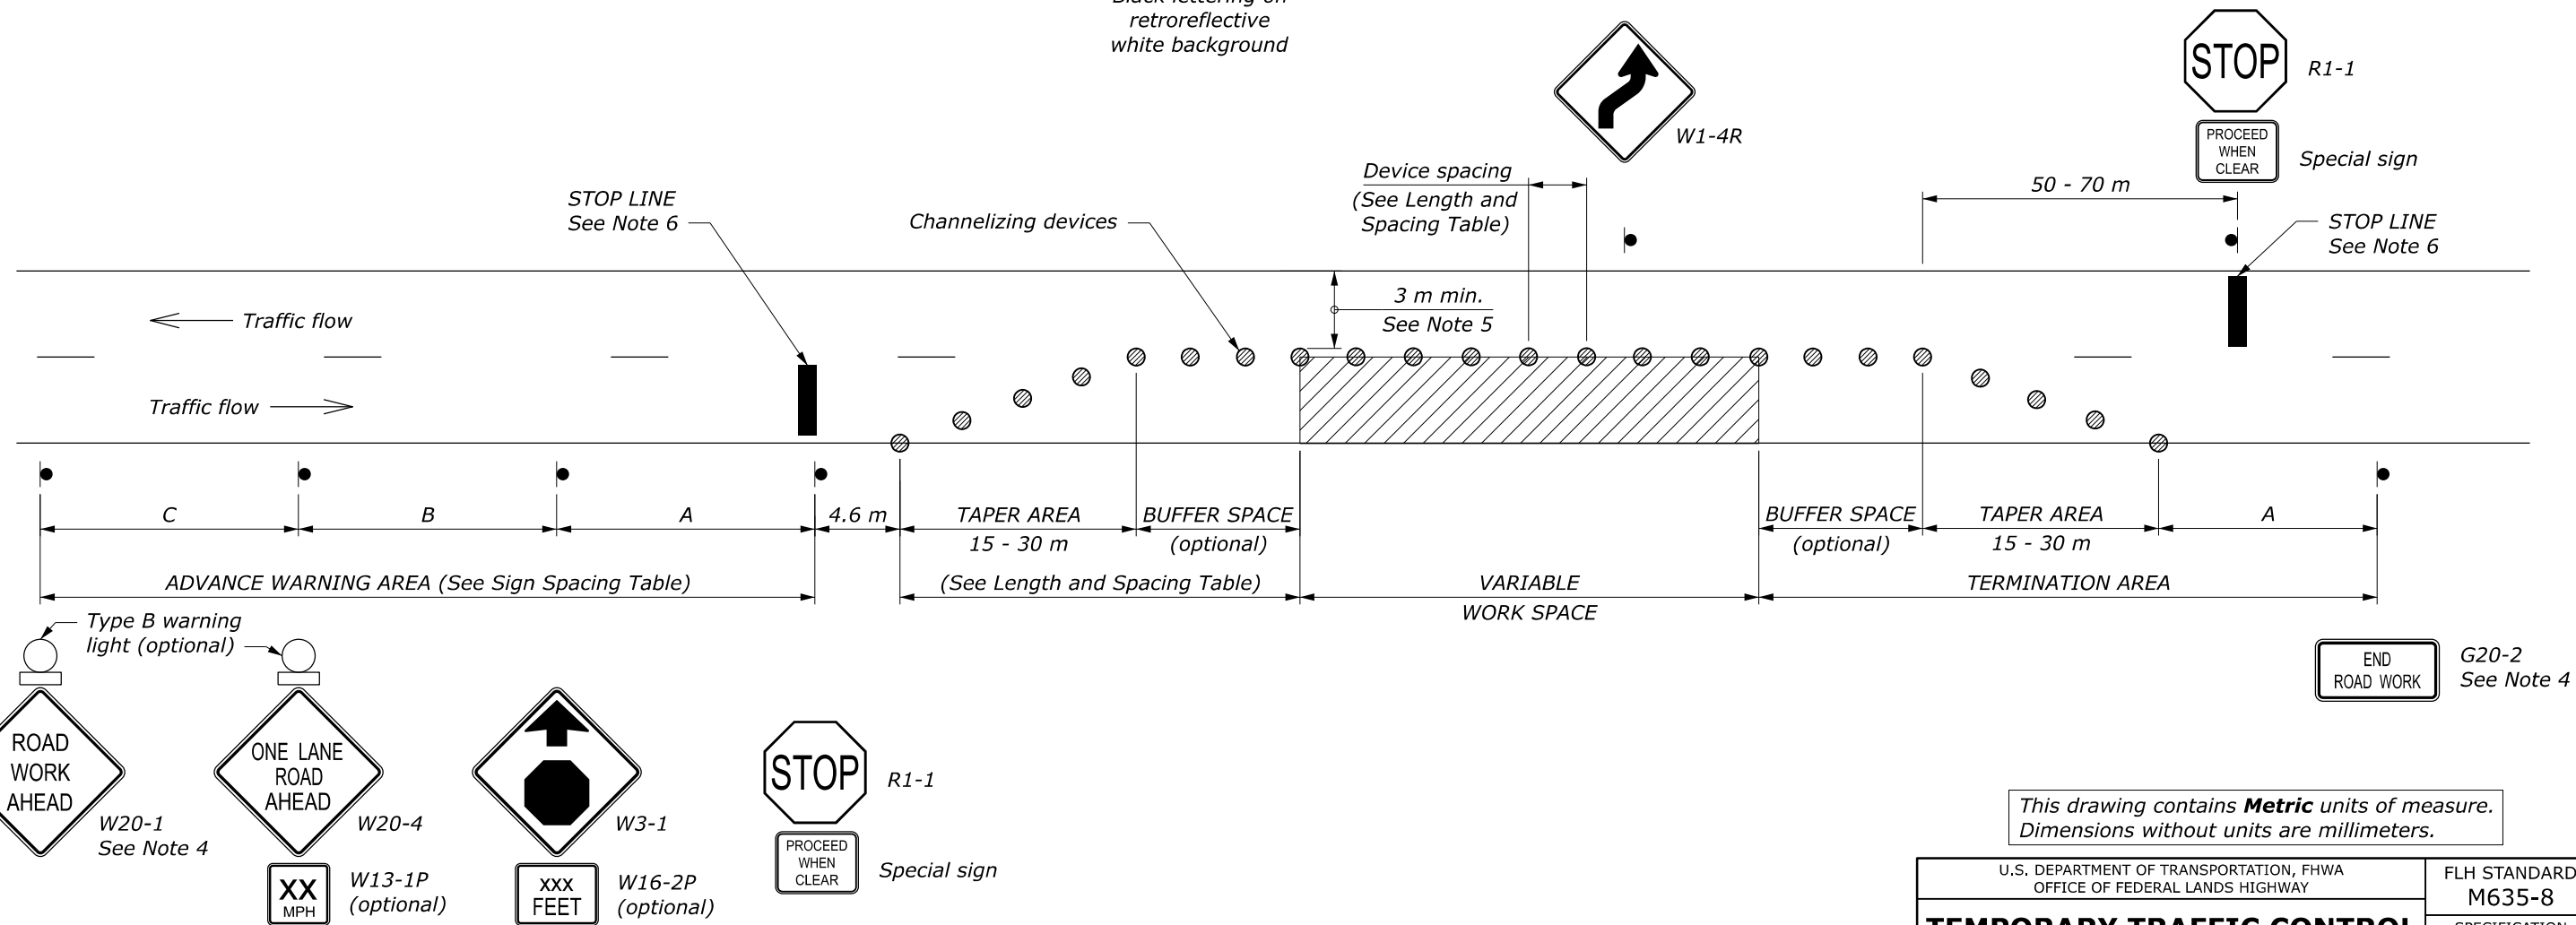 Black lettering on
retroreflective
white background
W1-4R
STOP
R1-1
PROCEED
WHEN
CLEAR
Special sign
STOP LINE
See Note 6
Channelizing devices
Device spacing
(See Length and
Spacing Table)
50 - 70 m
STOP LINE
See Note 6
3 m min.
See Note 5
Traffic flow
Traffic flow
C
B
A
4.6 m
TAPER AREA
15 - 30 m
BUFFER SPACE
(optional)
BUFFER SPACE
(optional)
TAPER AREA
15 - 30 m
A
ADVANCE WARNING AREA (See Sign Spacing Table)
(See Length and Spacing Table)
VARIABLE
WORK SPACE
TERMINATION AREA
Type B warning
light (optional)
ROAD
WORK
AHEAD
W20-1
See Note 4
ONE LANE
ROAD
AHEAD
W20-4
XX
MPH
W13-1P
(optional)
W3-1
XXX
FEET
W16-2P
(optional)
STOP
R1-1
PROCEED
WHEN
CLEAR
Special sign
END
ROAD WORK
G20-2
See Note 4
This drawing contains Metric units of measure.
Dimensions without units are millimeters.
U.S. DEPARTMENT OF TRANSPORTATION, FHWA
OFFICE OF FEDERAL LANDS HIGHWAY
FLH STANDARD
M635-8
TEMPORARY TRAFFIC CONTROL
SPECIFICATION